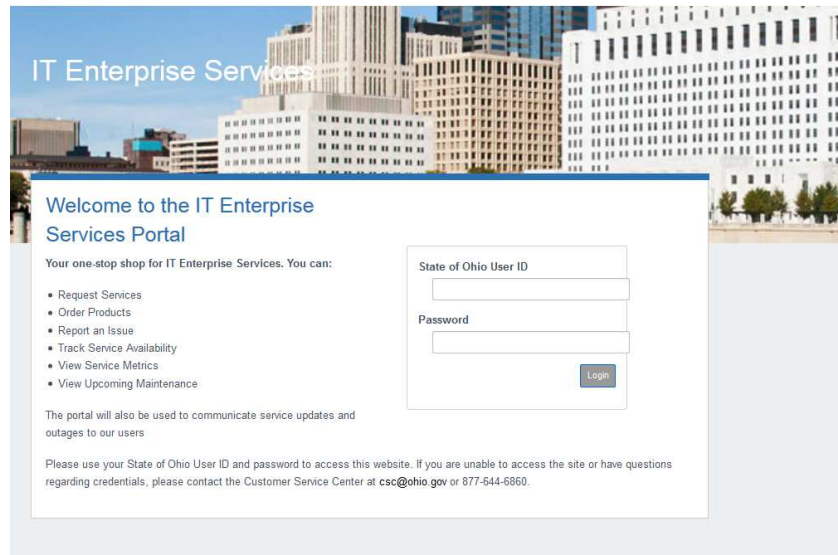 IT Enterprise Services
Welcome to the IT Enterprise
Services Portal
Your one-stop shop for IT Enterprise Services. You can:
• Request Services
• Order Products
• Report an Issue
• Track Service Availability
• View Service Metrics
• View Upcoming Maintenance
The portal will also be used to communicate service updates and
outages to our users
State of Ohio User ID
Password
Login
Please use your State of Ohio User ID and password to access this website. If you are unable to access the site or have questions
regarding credentials, please contact the Customer Service Center at csc@ohio.gov or 877-644-6860.